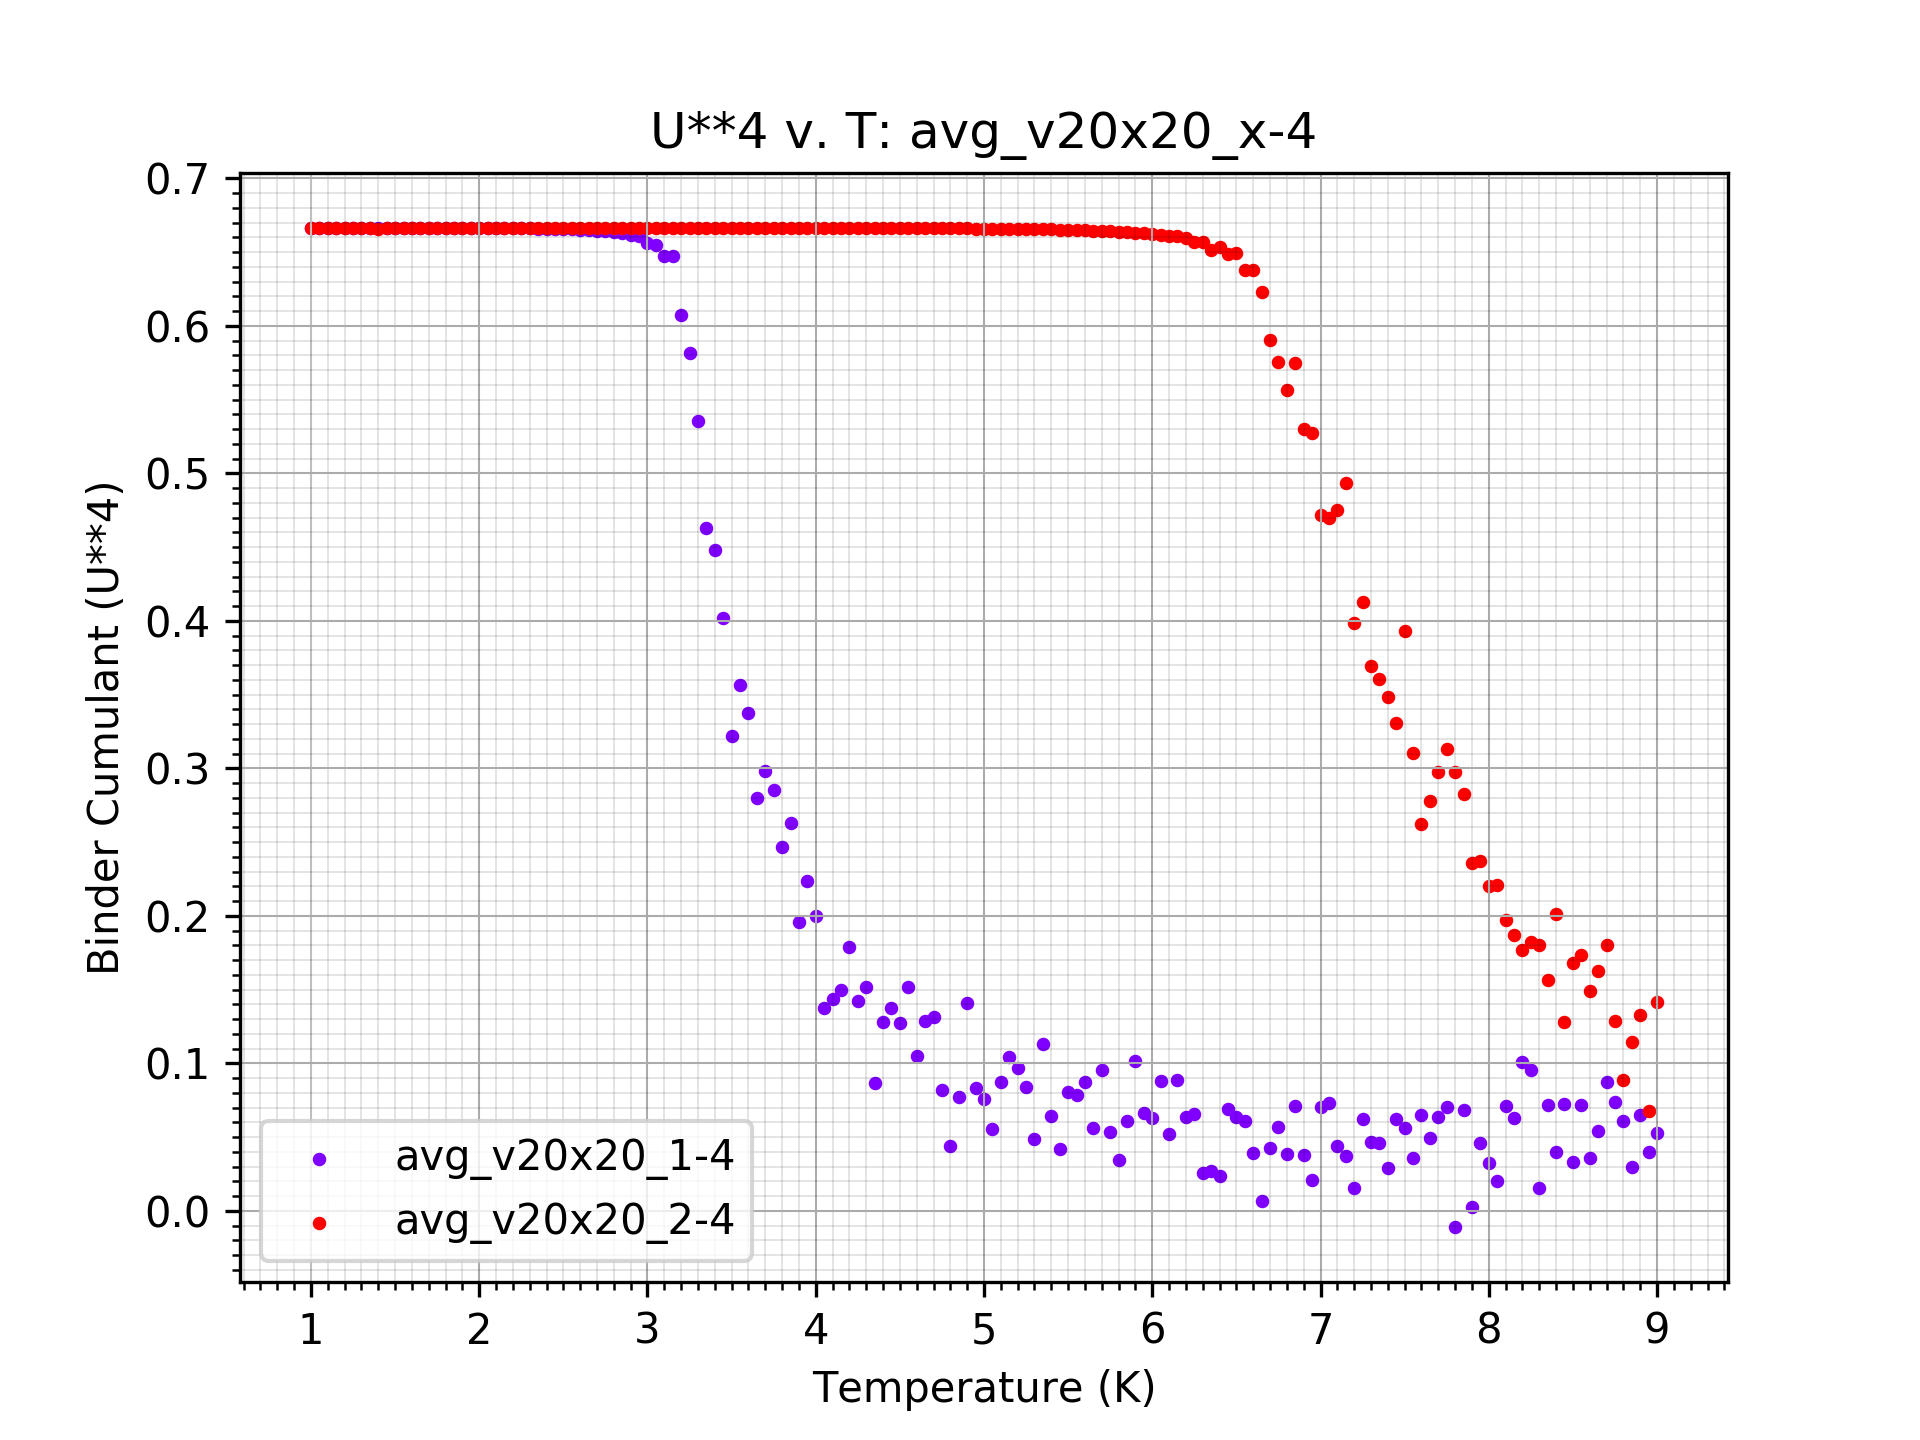 U**4 v. T: avg_v20x20_x-4
0.7
0.6
0.5
0.4
0.3
0.2
0.1
0.0
Binder Cumulant (U**4)
avg_v20x20_1-4
avg_v20x20_2-4
1 2 3 4 5 6 7 8 9
Temperature (K)